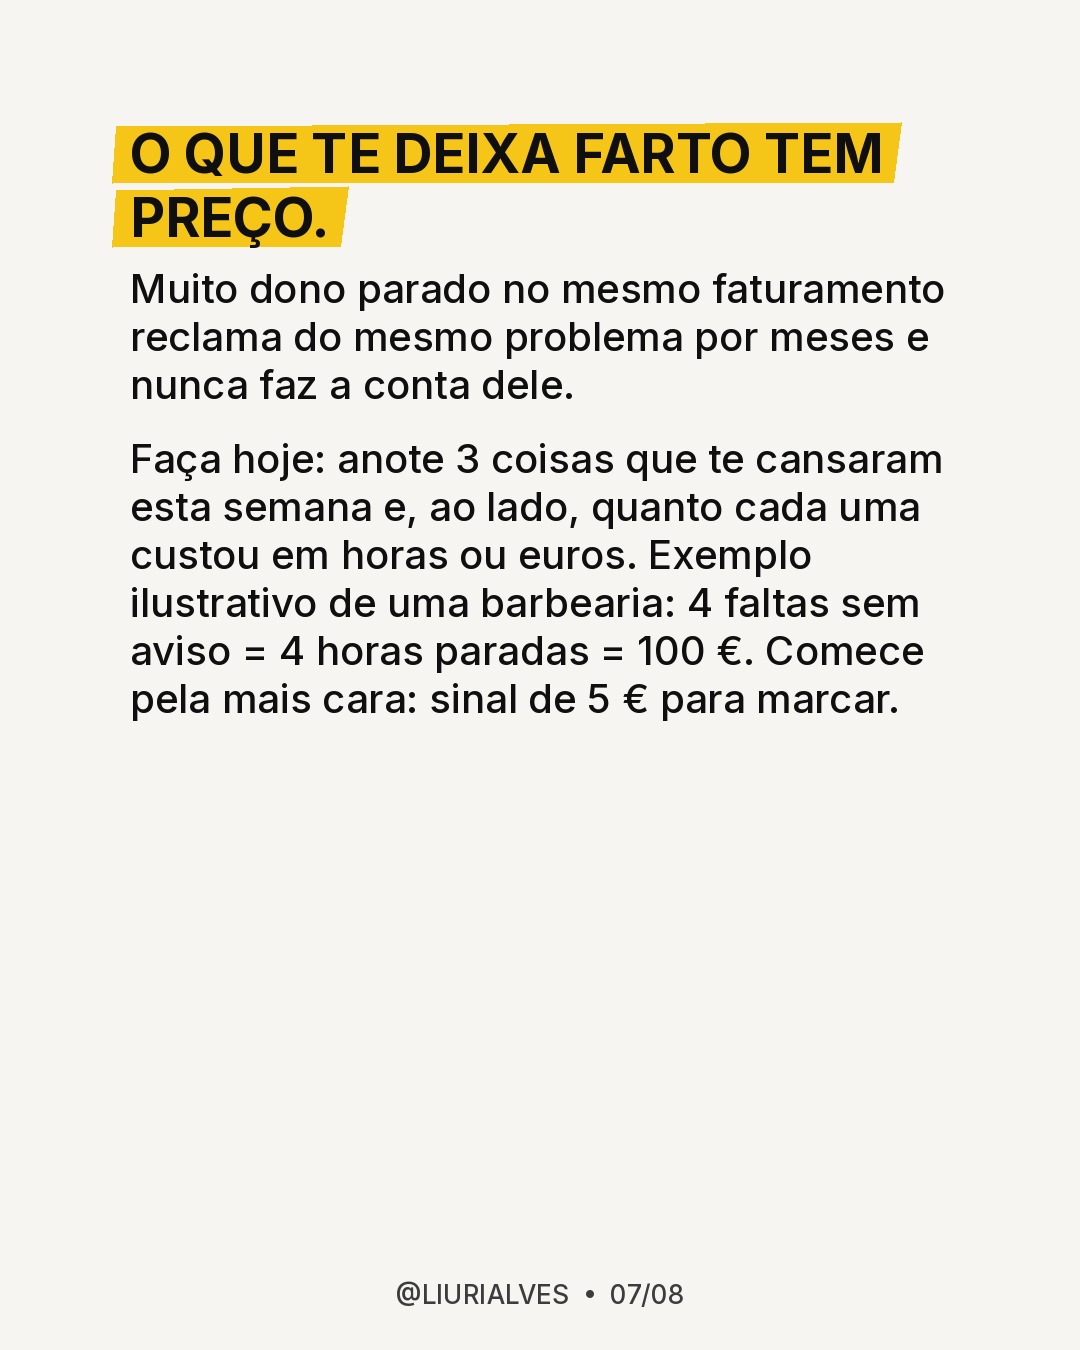 O QUE TE DEIXA FARTO TEM
PREÇO.
Muito dono parado no mesmo faturamento
reclama do mesmo problema por meses e
nunca faz a conta dele.
Faça hoje: anote 3 coisas que te cansaram
esta semana e, ao lado, quanto cada uma
custou em horas ou euros. Exemplo
ilustrativo de uma barbearia: 4 faltas sem
aviso = 4 horas paradas = 100 €. Comece
pela mais cara: sinal de 5 € para marcar.
@LIURIALVES • 07/08